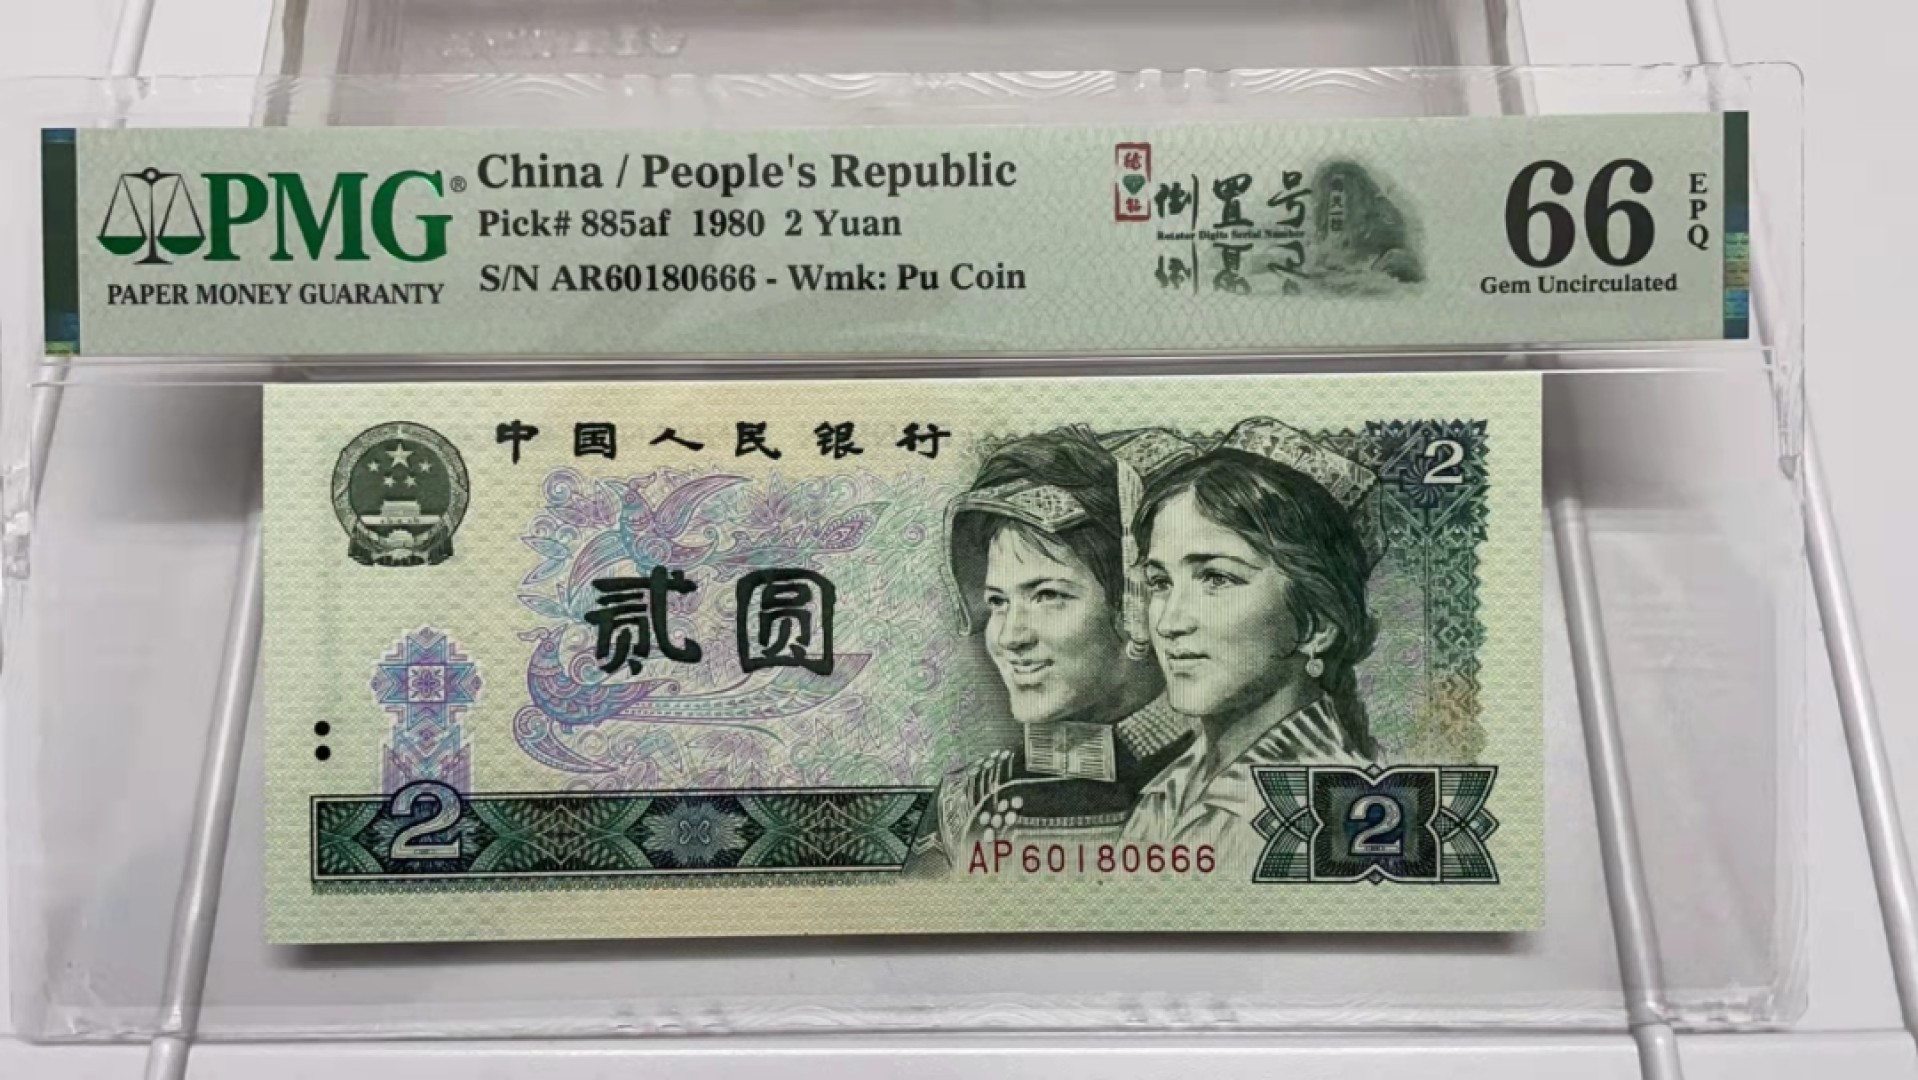 PMG®
PAPER MONEY GUARANTY
China / People's Republic
Pick# 885af 1980 2 Yuan
S/N AR60180666 - Wmk: Pu Coin
倒置号
Rotator Digits Serial Number
66
EPQ
Gem Uncirculated
中国人民银行
2
贰圆
2
2
AP60180666